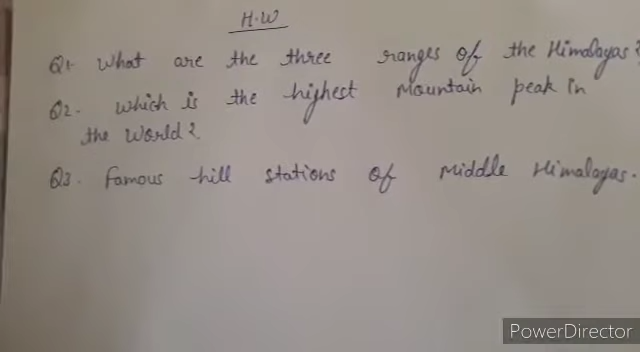 H.W
Q1. What are the three ranges of the Himalayas?
Q2. Which is the highest Mountain peak in
the World?
Q3. Famous hill stations of Middle Himalayas.
PowerDirector